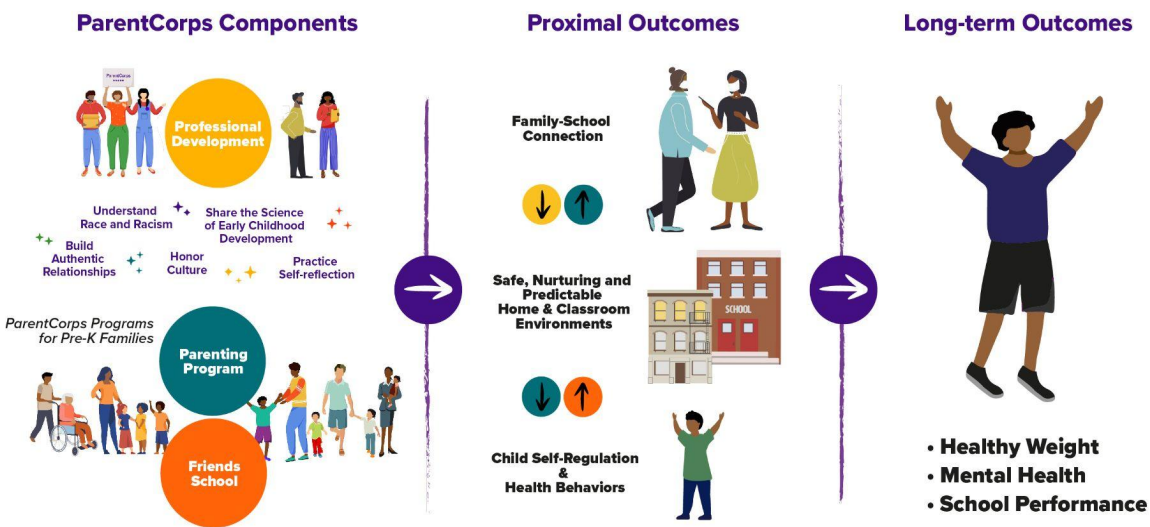 ParentCorps Components
ParentCorps
Professional
Development
Understand
Race and Racism
Share the Science
of Early Childhood
Development
Build
Authentic
Relationships
Honor
Culture
Practice
Self-reflection
ParentCorps Programs
for Pre-K Families
Parenting
Program
Friends
School
Proximal Outcomes
Family-School
Connection
Safe, Nurturing and
Predictable
Home & Classroom
Environments
SCHOOL
Child Self-Regulation
&
Health Behaviors
Long-term Outcomes
• Healthy Weight
• Mental Health
• School Performance